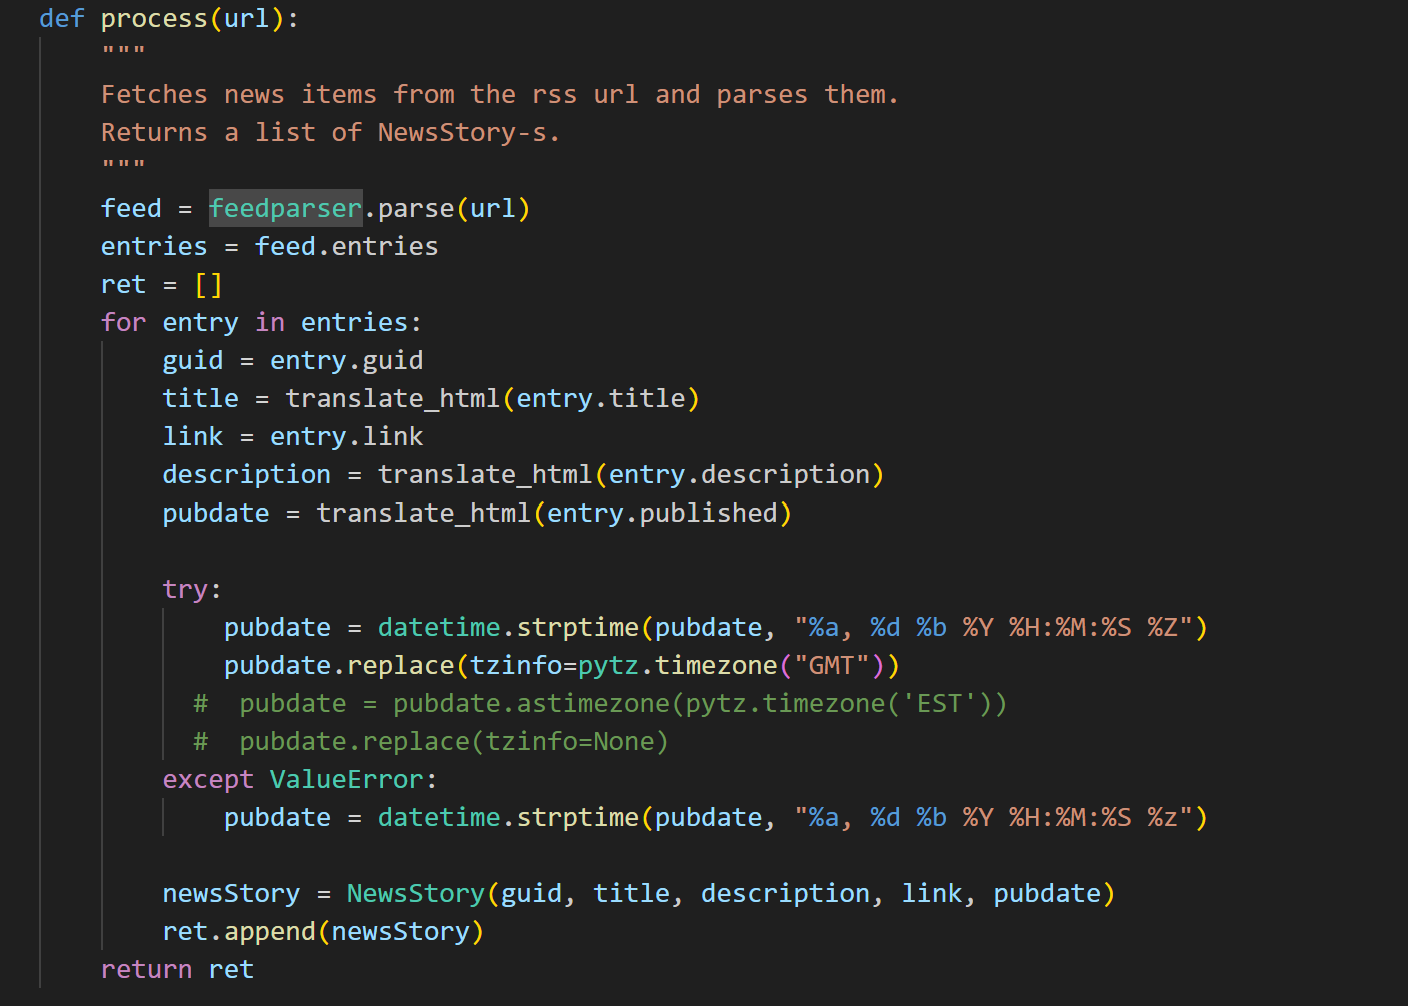 def process(url):
    """
    Fetches news items from the rss url and parses them.
    Returns a list of NewsStory-s.
    """
    feed = feedparser.parse(url)
    entries = feed.entries
    ret = []
    for entry in entries:
        guid = entry.guid
        title = translate_html(entry.title)
        link = entry.link
        description = translate_html(entry.description)
        pubdate = translate_html(entry.published)

        try:
            pubdate = datetime.strptime(pubdate, "%a, %d %b %Y %H:%M:%S %Z")
            pubdate.replace(tzinfo=pytz.timezone("GMT"))
          #  pubdate = pubdate.astimezone(pytz.timezone('EST'))
          #  pubdate.replace(tzinfo=None)
        except ValueError:
            pubdate = datetime.strptime(pubdate, "%a, %d %b %Y %H:%M:%S %z")

        newsStory = NewsStory(guid, title, description, link, pubdate)
        ret.append(newsStory)
    return ret